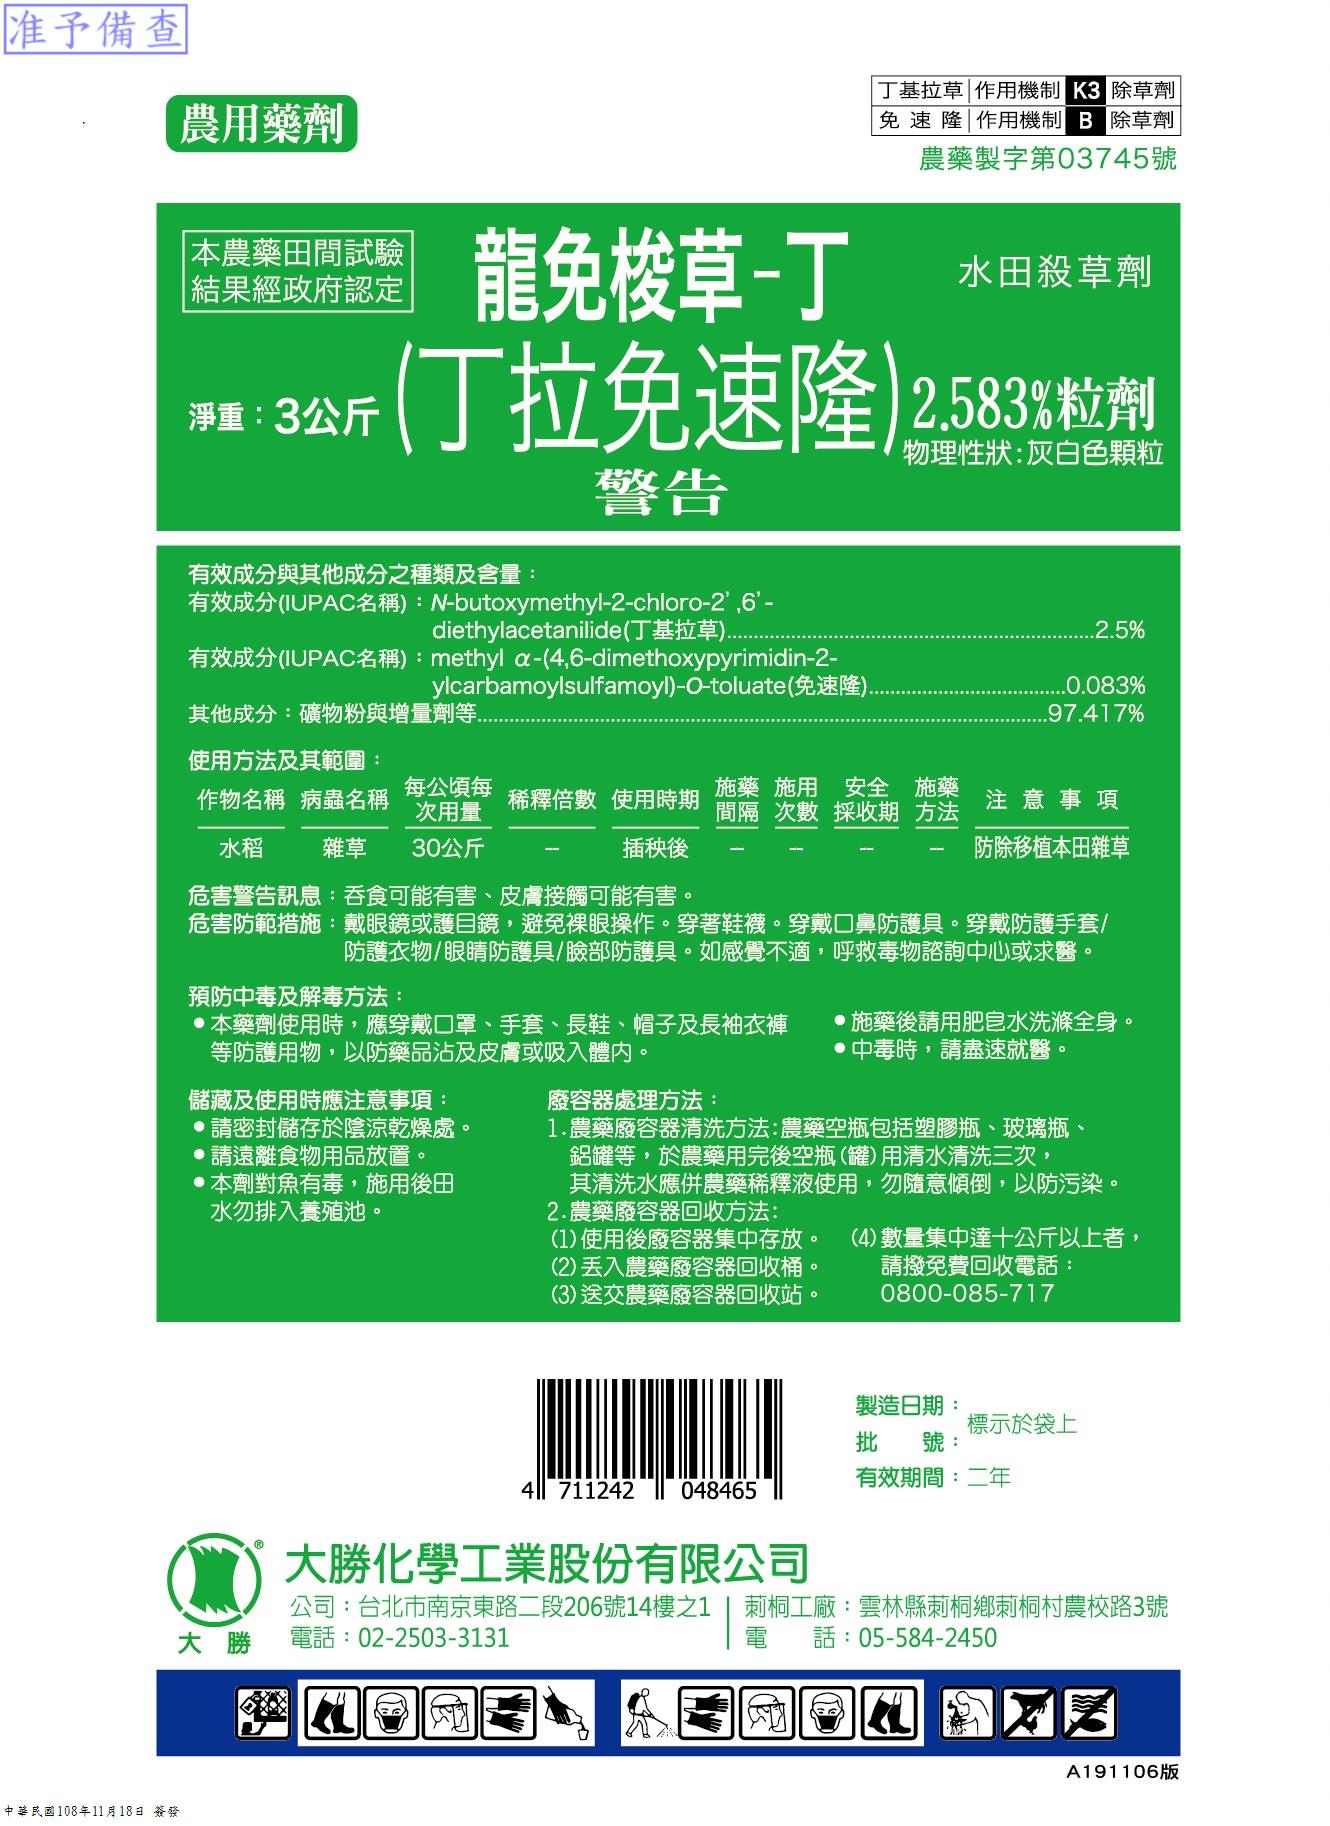 准予備查
農用藥劑
丁基拉草 作用機制 K3 除草劑
免速隆 作用機制 B 除草劑
農藥製字第03745號
本農藥田間試驗
結果經政府認定
龍免梭草-丁
水田殺草劑
淨重：3公斤
(丁拉免速隆)
2.583%粒劑
物理性狀:灰白色顆粒
警告
有效成分與其他成分之種類及含量：
有效成分(IUPAC名稱)：N-butoxymethyl-2-chloro-2',6'-
diethylacetanilide(丁基拉草)......2.5%
有效成分(IUPAC名稱)：methyl α-(4,6-dimethoxypyrimidin-2-
ylcarbamoylsulfamoyl)-O-toluate(免速隆)......0.083%
其他成分：礦物粉與增量劑等......97.417%
使用方法及其範圍：
作物名稱 病蟲名稱 每公頃每次用量 稀釋倍數 使用時期 施藥間隔 施用次數 安全採收期 施藥方法 注意事項
水稻 雜草 30公斤 -- 插秧後 -- -- -- -- 防除移植本田雜草
危害警告訊息：吞食可能有害、皮膚接觸可能有害。
危害防範措施：戴眼鏡或護目鏡，避免裸眼操作。穿著鞋襪。穿戴口鼻防護具。穿戴防護手套/
防護衣物/眼睛防護具/臉部防護具。如感覺不適，呼救毒物諮詢中心或求醫。
預防中毒及解毒方法：
●本藥劑使用時，應穿戴口罩、手套、長鞋、帽子及長袖衣褲
等防護用物，以防藥品沾及皮膚或吸入體內。
●施藥後請用肥皂水洗滌全身。
●中毒時，請盡速就醫。
儲藏及使用時應注意事項：
●請密封儲存於陰涼乾燥處。
●請遠離食物用品放置。
●本劑對魚有毒，施用後田
水勿排入養殖池。
廢容器處理方法：
1.農藥廢容器清洗方法:農藥空瓶包括塑膠瓶、玻璃瓶、
鋁罐等，於農藥用完後空瓶(罐)用清水清洗三次，
其清洗水應併農藥稀釋液使用，勿隨意傾倒，以防污染。
2.農藥廢容器回收方法:
(1)使用後廢容器集中存放。
(2)丟入農藥廢容器回收桶。
(3)送交農藥廢容器回收站。
(4)數量集中達十公斤以上者，
請撥免費回收電話：
0800-085-717
4 711242 048465
製造日期：
批　　號：
標示於袋上
有效期間：二年
®
大勝
大勝化學工業股份有限公司
公司：台北市南京東路二段206號14樓之1
電話：02-2503-3131
莿桐工廠：雲林縣莿桐鄉莿桐村農校路3號
電　　話：05-584-2450
A191106版
中華民國108年11月18日 簽發